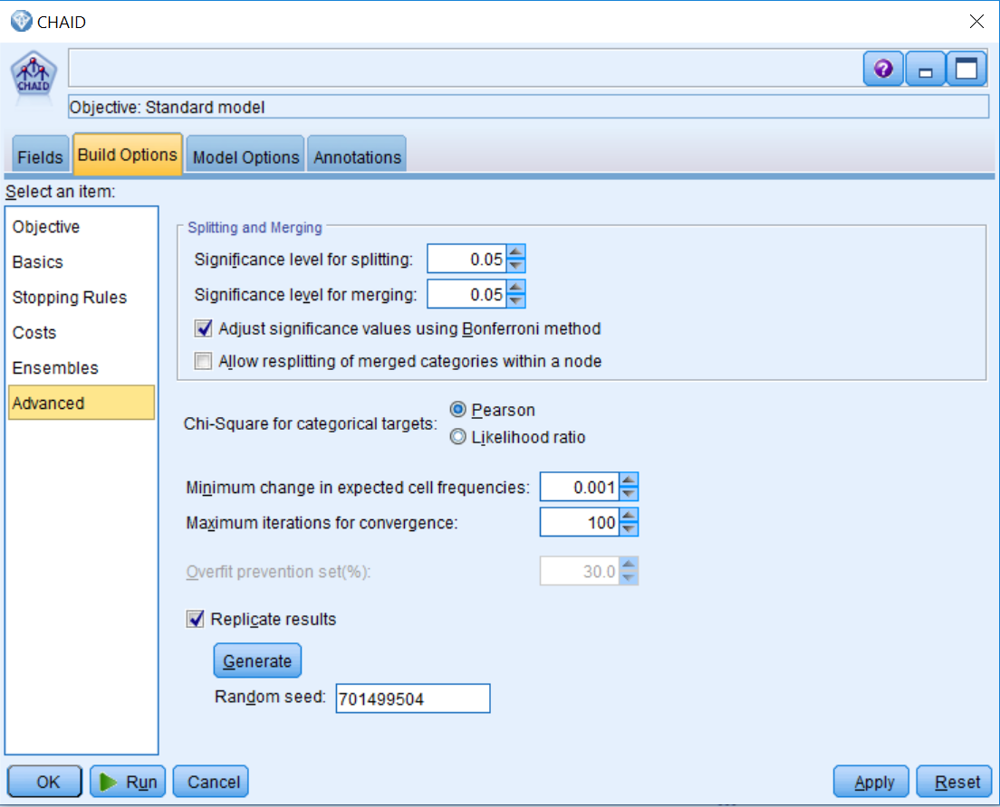 CHAID
CHAID
Objective: Standard model
Fields Build Options Model Options Annotations
Select an item:
Objective
Basics
Stopping Rules
Costs
Ensembles
Advanced
Splitting and Merging
Significance level for splitting: 0.05
Significance level for merging: 0.05
Adjust significance values using Bonferroni method
Allow resplitting of merged categories within a node
Chi-Square for categorical targets:
Pearson
Likelihood ratio
Minimum change in expected cell frequencies: 0.001
Maximum iterations for convergence: 100
Overfit prevention set(%): 30.0
Replicate results
Generate
Random seed: 701499504
OK Run Cancel Apply Reset